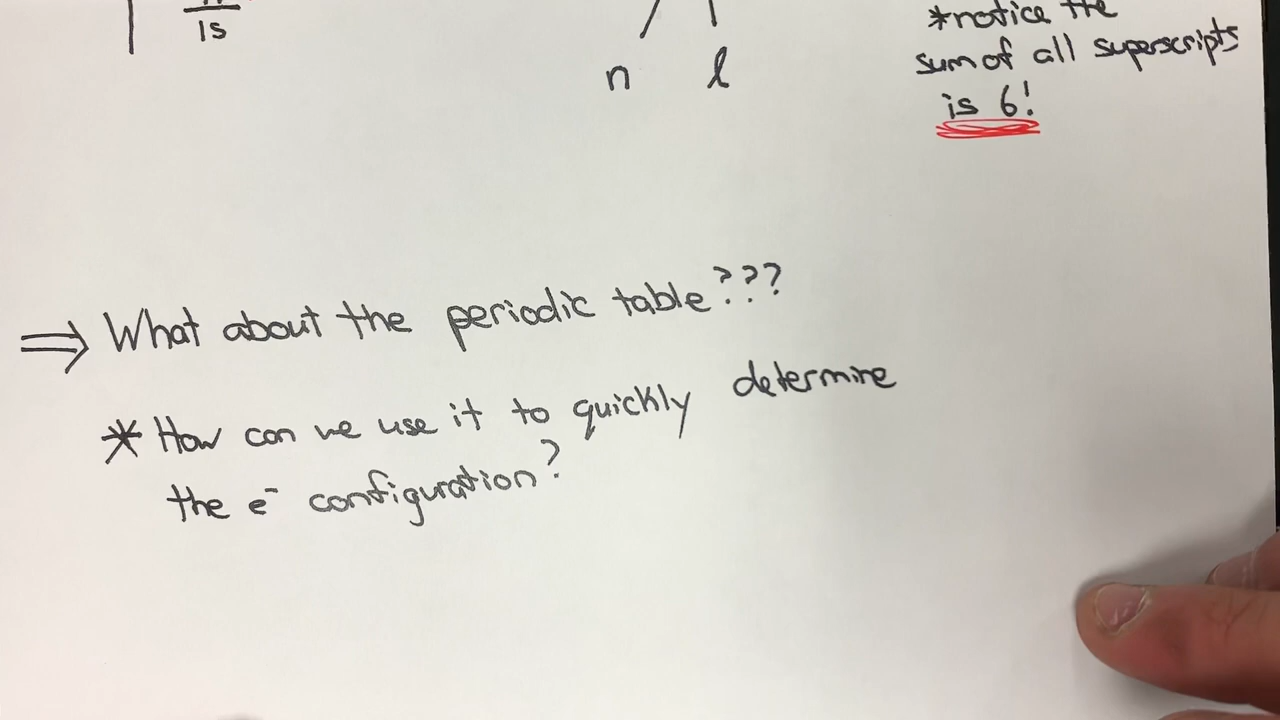 *notice the
sum of all superscripts
is 6!
1s
n l
⇒ What about the periodic table???
* How can we use it to quickly determine
the e⁻ configuration?